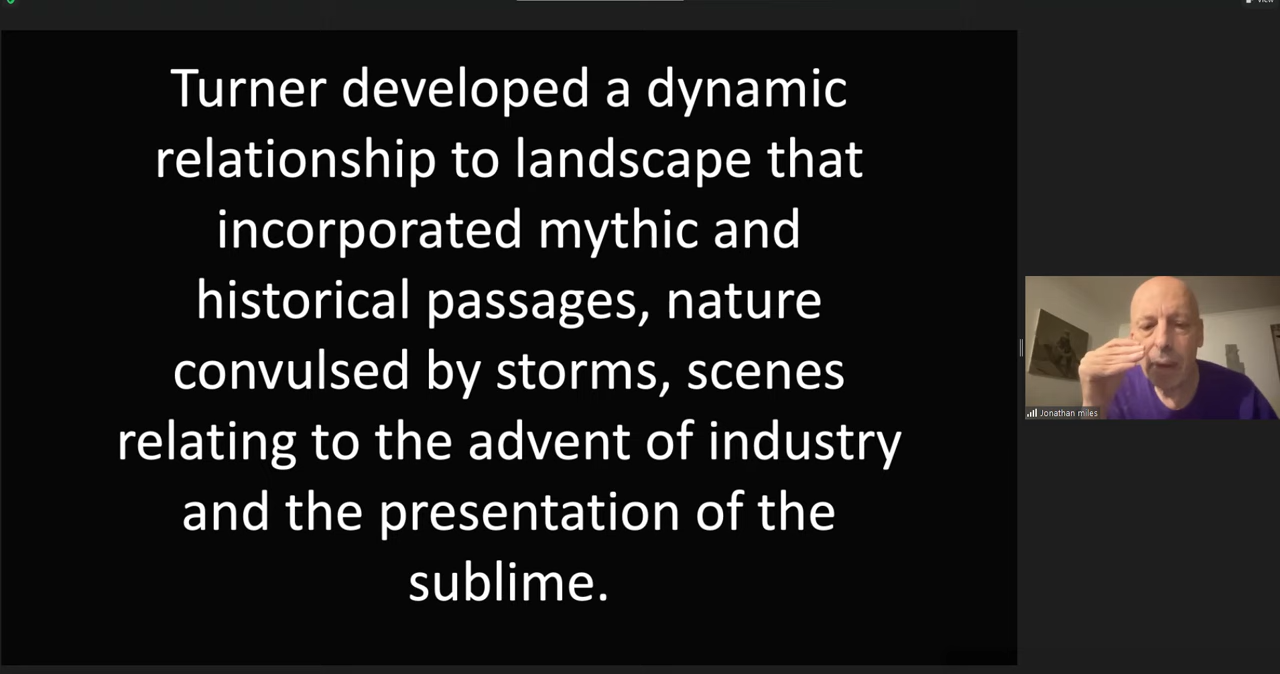 View
Turner developed a dynamic
relationship to landscape that
incorporated mythic and
historical passages, nature
convulsed by storms, scenes
relating to the advent of industry
and the presentation of the
sublime.
Jonathan miles